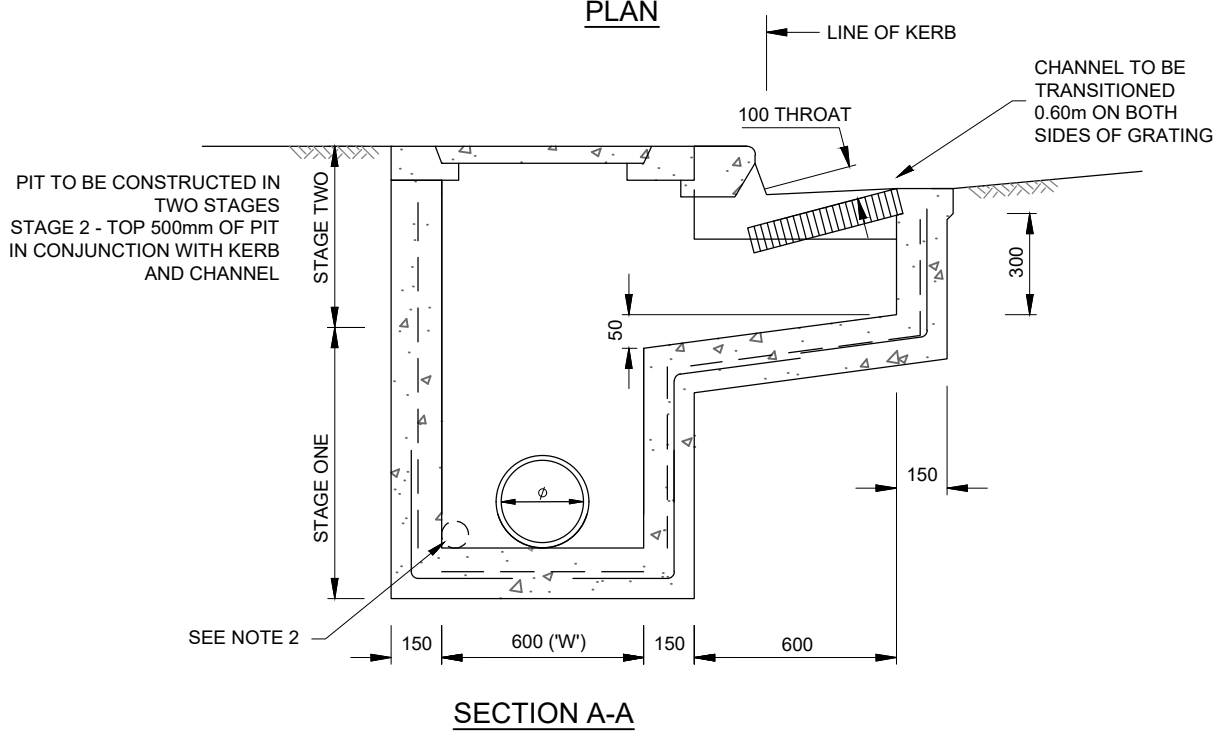 PLAN
LINE OF KERB
CHANNEL TO BE
TRANSITIONED
0.60m ON BOTH
SIDES OF GRATING
100 THROAT
PIT TO BE CONSTRUCTED IN
TWO STAGES
STAGE 2 - TOP 500mm OF PIT
IN CONJUNCTION WITH KERB
AND CHANNEL
STAGE TWO
300
50
STAGE ONE
150
ø
SEE NOTE 2
150
600 ('W')
150
600
SECTION A-A